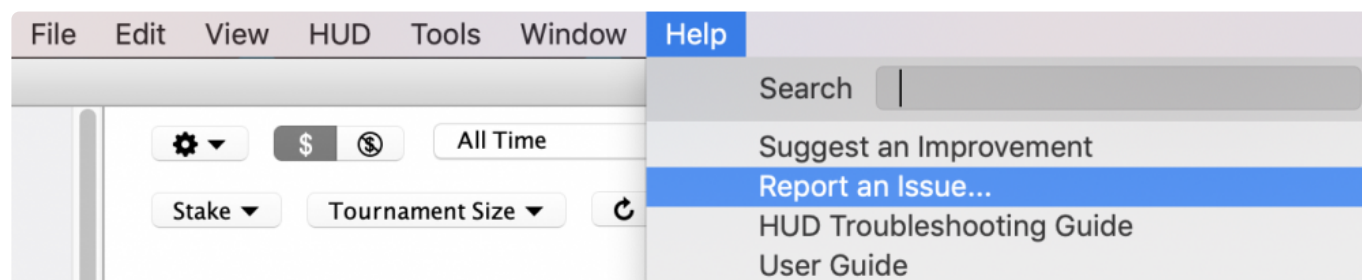 File Edit View HUD Tools Window Help
Search
$ $ All Time
Suggest an Improvement
Report an Issue...
Stake Tournament Size
HUD Troubleshooting Guide
User Guide